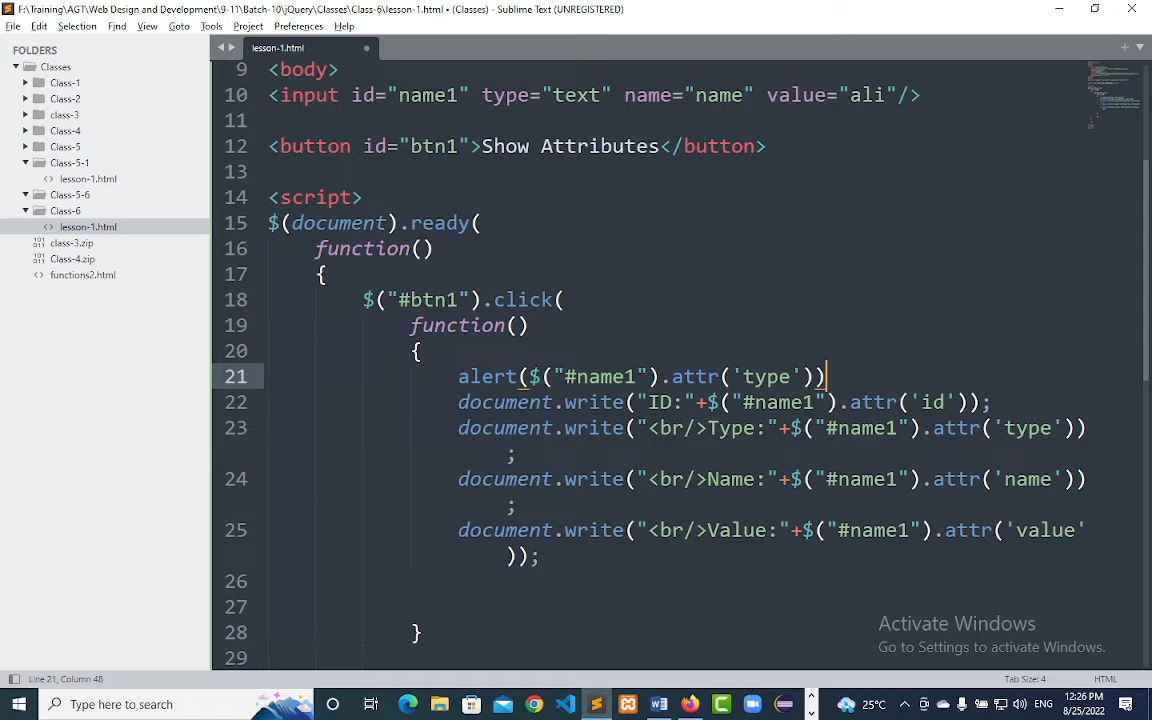 F:\Training\AGT\Web Design and Development\9-11\Batch-10\jQuery\Classes\Class-6\lesson-1.html • (Classes) - Sublime Text (UNREGISTERED)
File Edit Selection Find View Goto Tools Project Preferences Help
FOLDERS
Classes
Class-1
Class-2
class-3
Class-4
Class-5
Class-5-1
lesson-1.html
Class-5-6
Class-6
lesson-1.html
class-3.zip
Class-4.zip
functions2.html
lesson-1.html
9 <body>
10 <input id="name1" type="text" name="name" value="ali"/>
11
12 <button id="btn1">Show Attributes</button>
13
14 <script>
15 $(document).ready(
16 function()
17 {
18 $("#btn1").click(
19 function()
20 {
21 alert($("#name1").attr('type'))
22 document.write("ID:"+$("#name1").attr('id'));
23 document.write("<br/>Type:"+$("#name1").attr('type'))
;
24 document.write("<br/>Name:"+$("#name1").attr('name'))
;
25 document.write("<br/>Value:"+$("#name1").attr('value'
));
26
27
28 }
29
Activate Windows
Go to Settings to activate Windows.
Line 21, Column 48 Tab Size: 4 HTML
Type here to search 25°C ENG 12:26 PM
8/25/2022